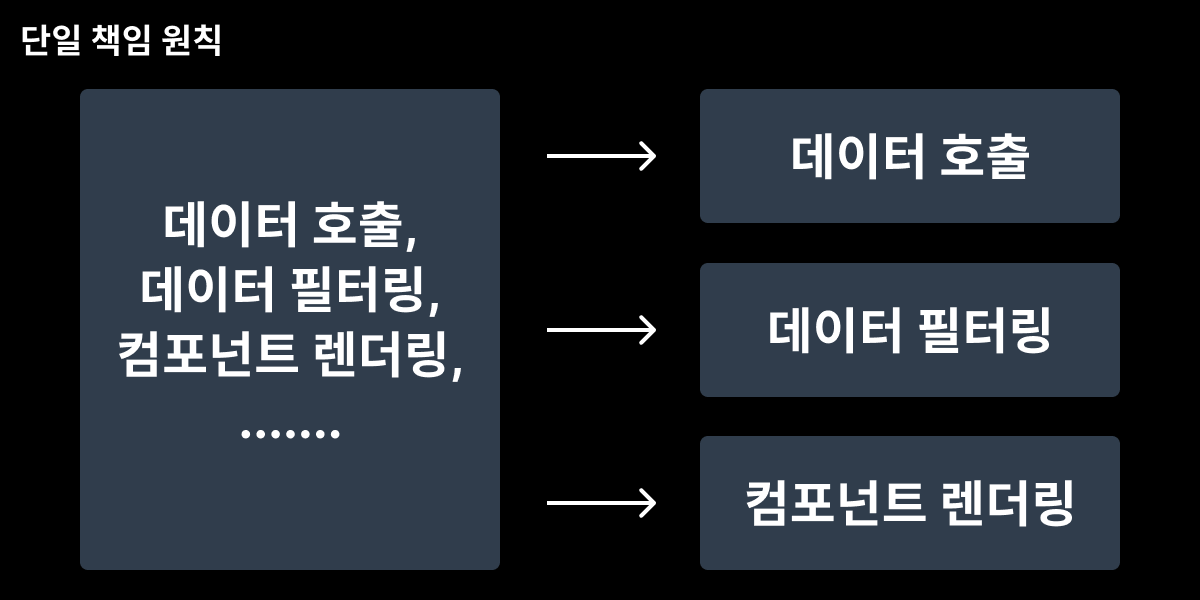 단일 책임 원칙
데이터 호출,
데이터 필터링,
컴포넌트 렌더링,
.......
데이터 호출
데이터 필터링
컴포넌트 렌더링